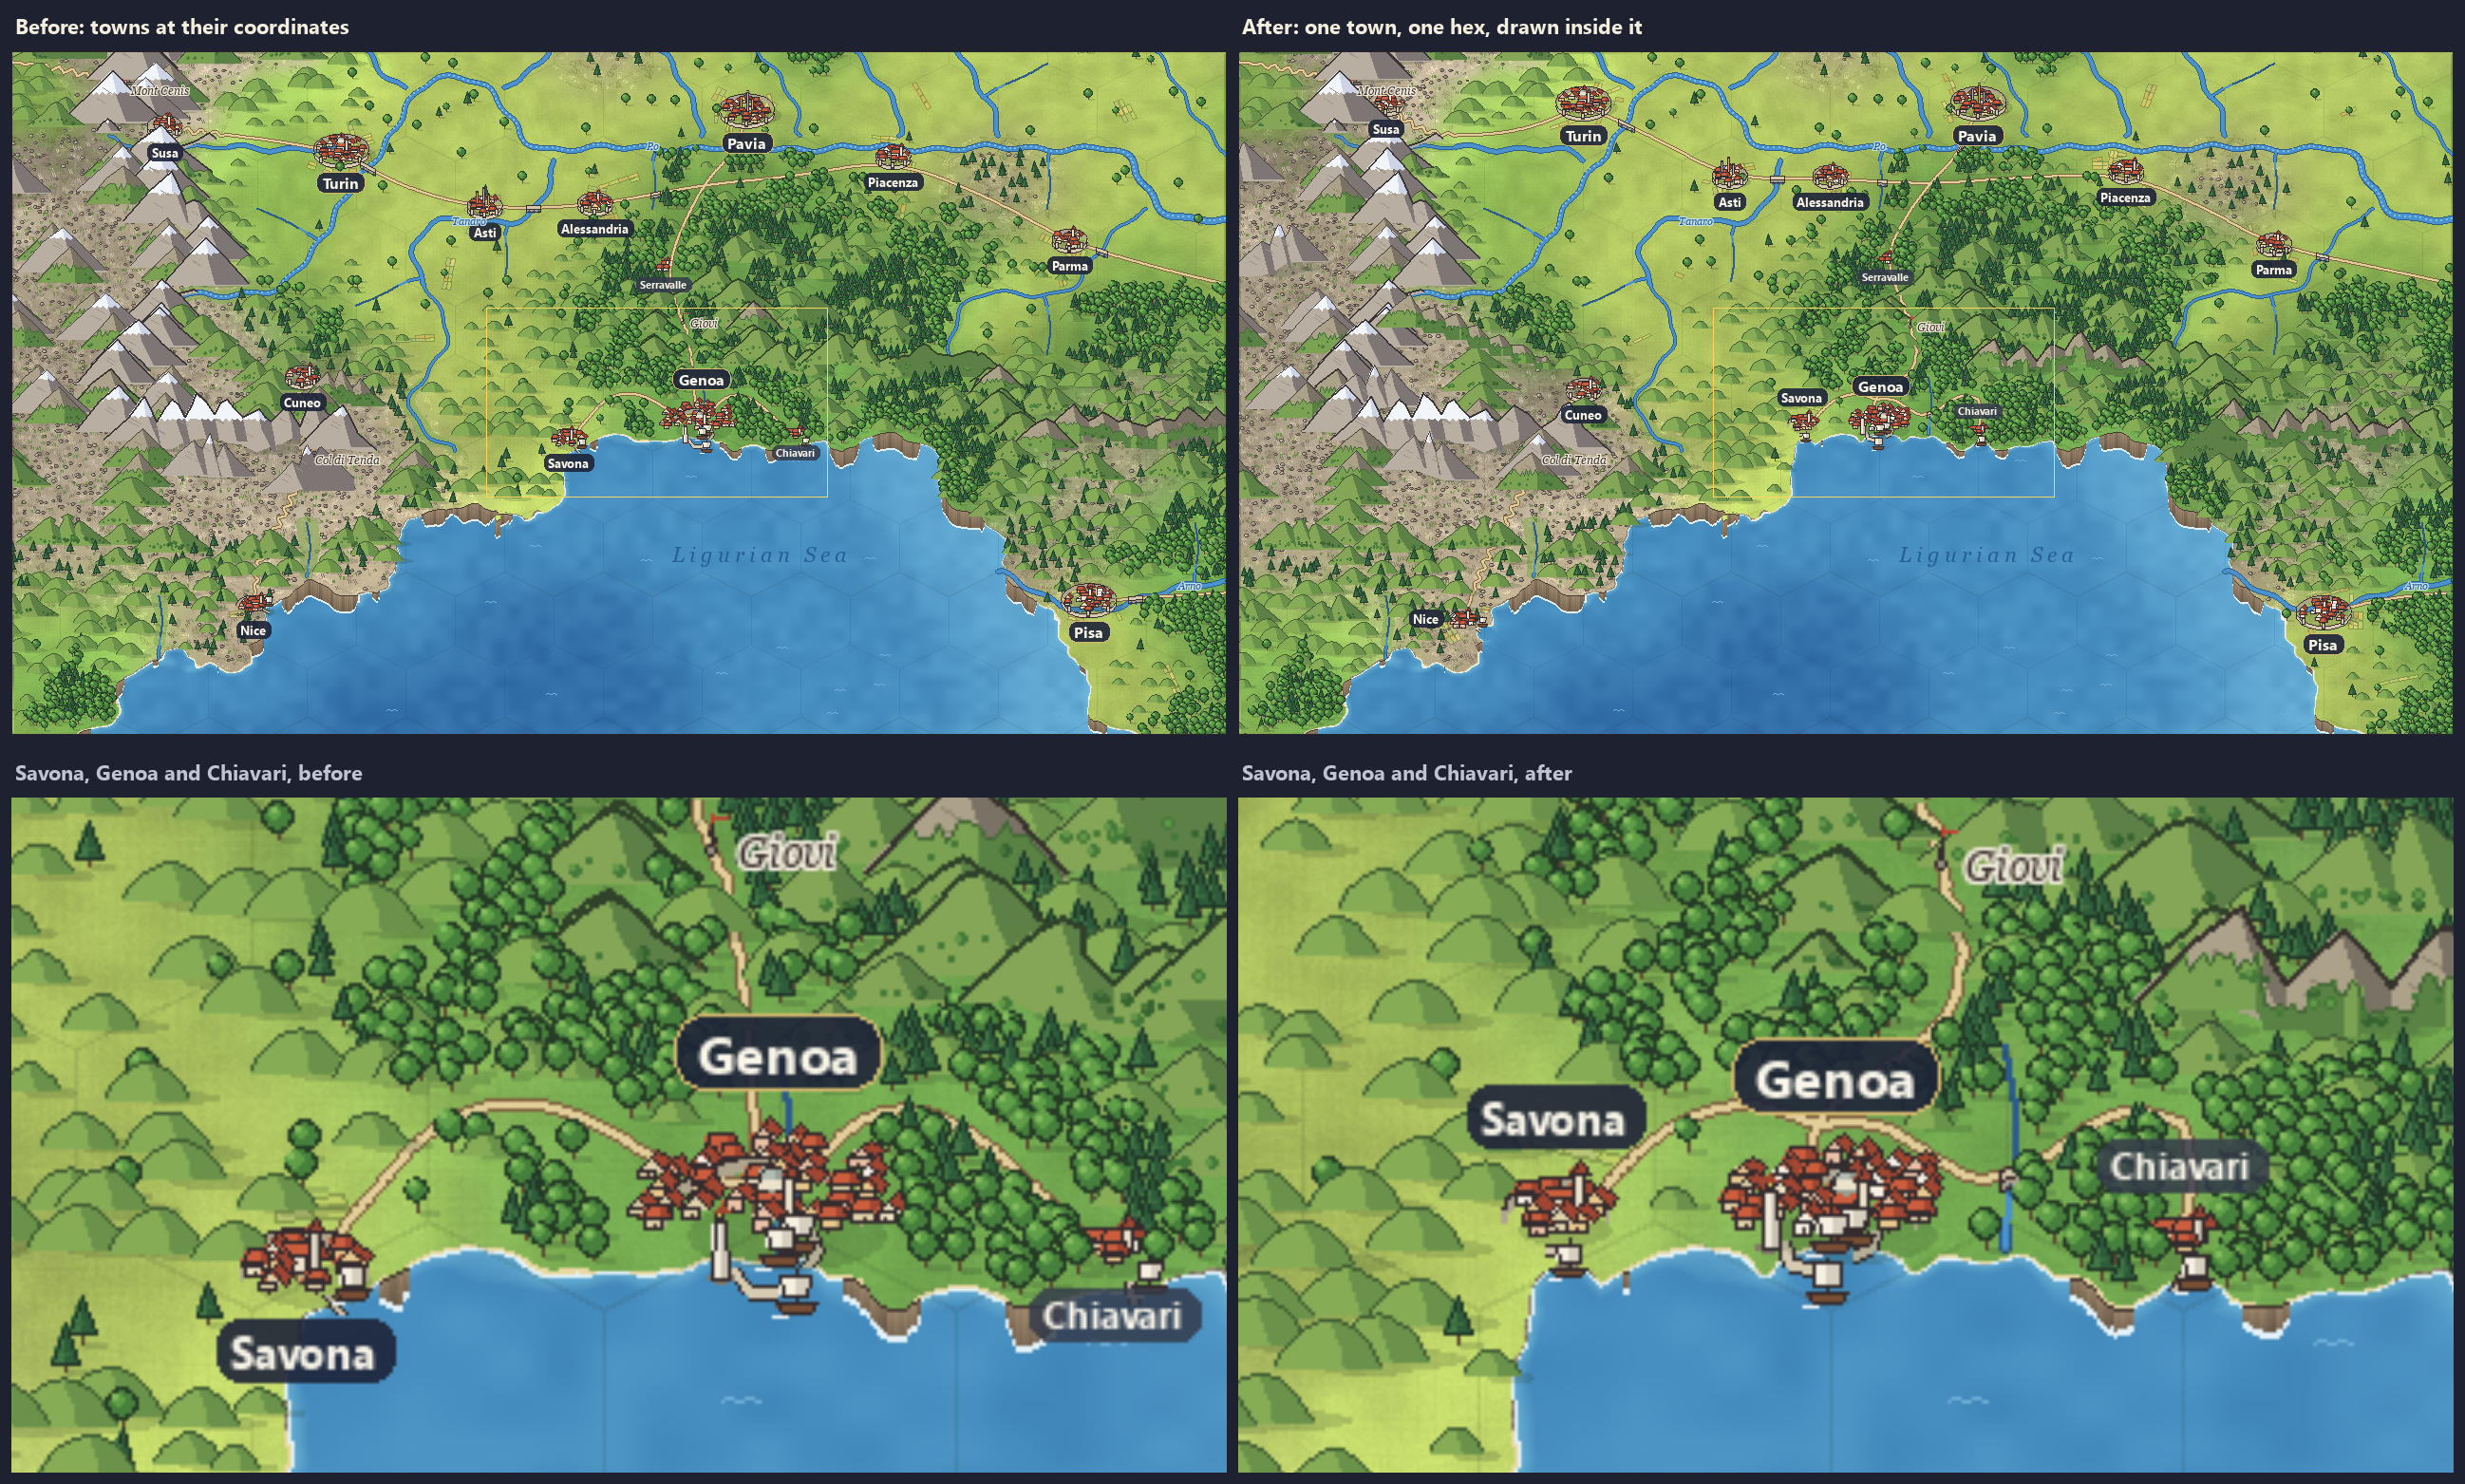 Before: towns at their coordinates
Mont Cenis
Susa
Turin
Pavia
Po
Piacenza
Tanaro
Asti
Alessandria
Parma
Serravalle
Giovi
Genoa
Cuneo
Savona
Chiavari
Col di Tenda
Ligurian Sea
Nice
Pisa
Arno
After: one town, one hex, drawn inside it
Mont Cenis
Susa
Turin
Pavia
Po
Asti
Alessandria
Piacenza
Tanaro
Parma
Serravalle
Giovi
Genoa
Savona
Cuneo
Chiavari
Col di Tenda
Ligurian Sea
Nice
Pisa
Arno
Savona, Genoa and Chiavari, before
Giovi
Genoa
Chiavari
Savona
Savona, Genoa and Chiavari, after
Giovi
Genoa
Savona
Chiavari